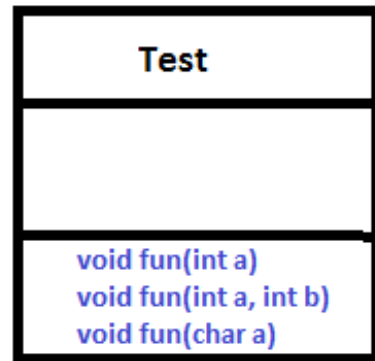 Test
void fun(int a)
void fun(int a, int b)
void fun(char a)